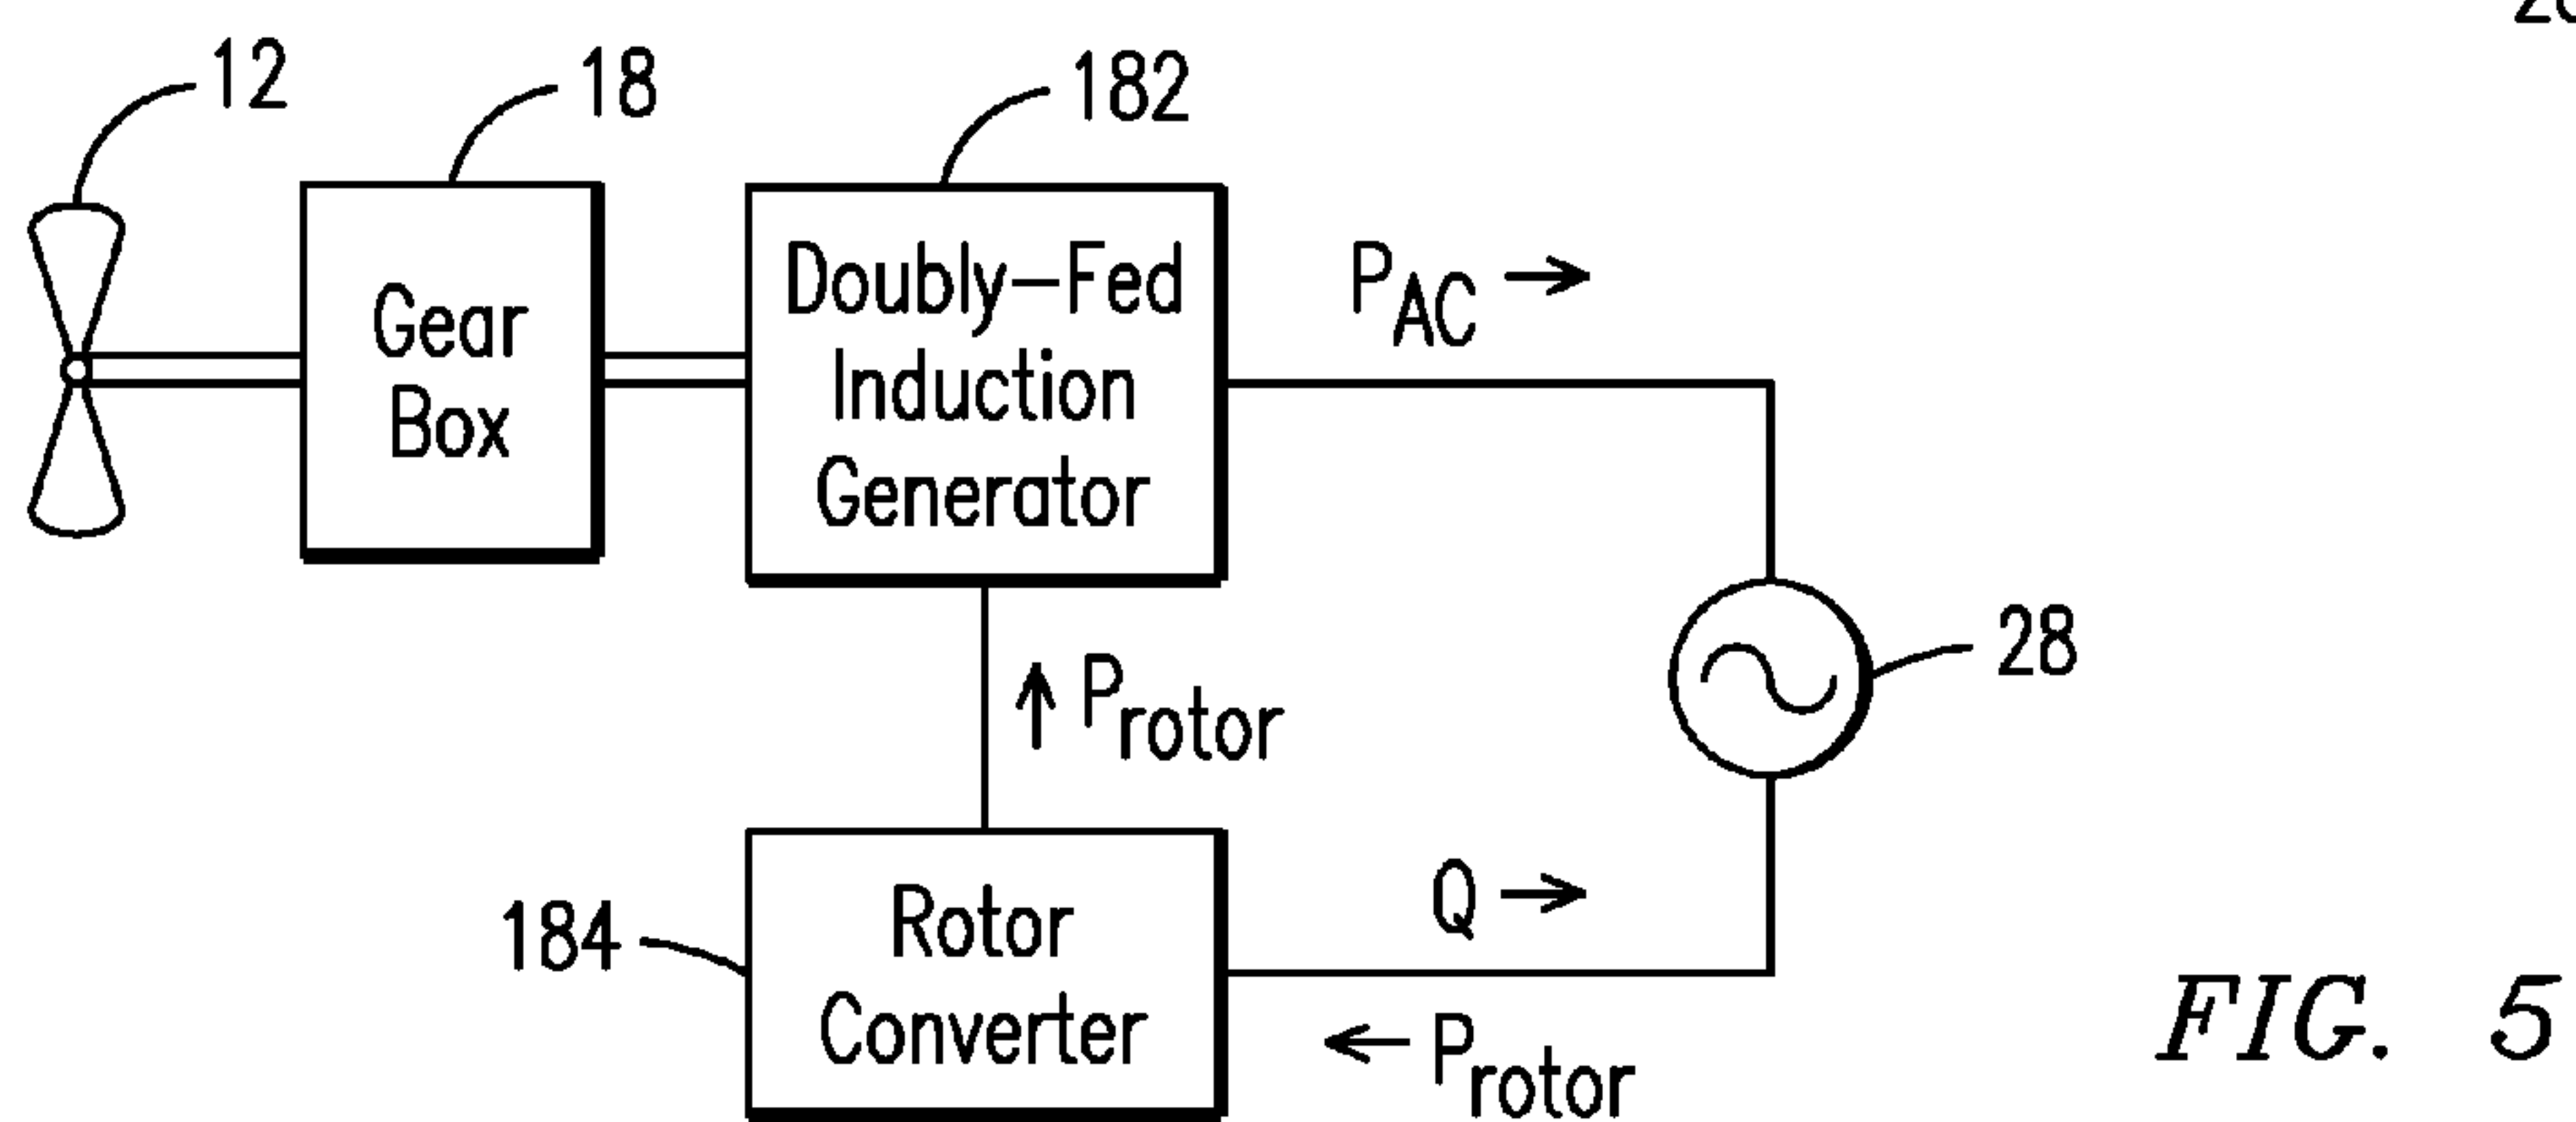 12
18
182
Gear
Box
Doubly-Fed
Induction
Generator
PAC →
28
↑ Protor
184
Rotor
Converter
Q →
← Protor
FIG. 5